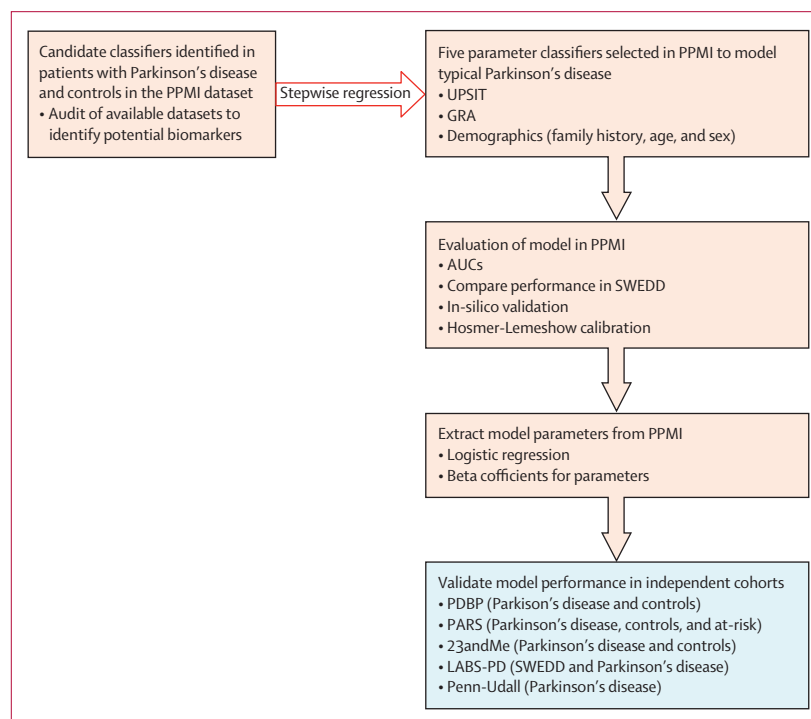 Candidate classifiers identified in
patients with Parkinson's disease
and controls in the PPMI dataset
• Audit of available datasets to
identify potential biomarkers
Stepwise regression
Five parameter classifiers selected in PPMI to model
typical Parkinson's disease
• UPSIT
• GRA
• Demographics (family history, age, and sex)
Evaluation of model in PPMI
• AUCs
• Compare performance in SWEDD
• In-silico validation
• Hosmer-Lemeshow calibration
Extract model parameters from PPMI
• Logistic regression
• Beta cofficients for parameters
Validate model performance in independent cohorts
• PDBP (Parkison's disease and controls)
• PARS (Parkinson's disease, controls, and at-risk)
• 23andMe (Parkinson's disease and controls)
• LABS-PD (SWEDD and Parkinson's disease)
• Penn-Udall (Parkinson's disease)